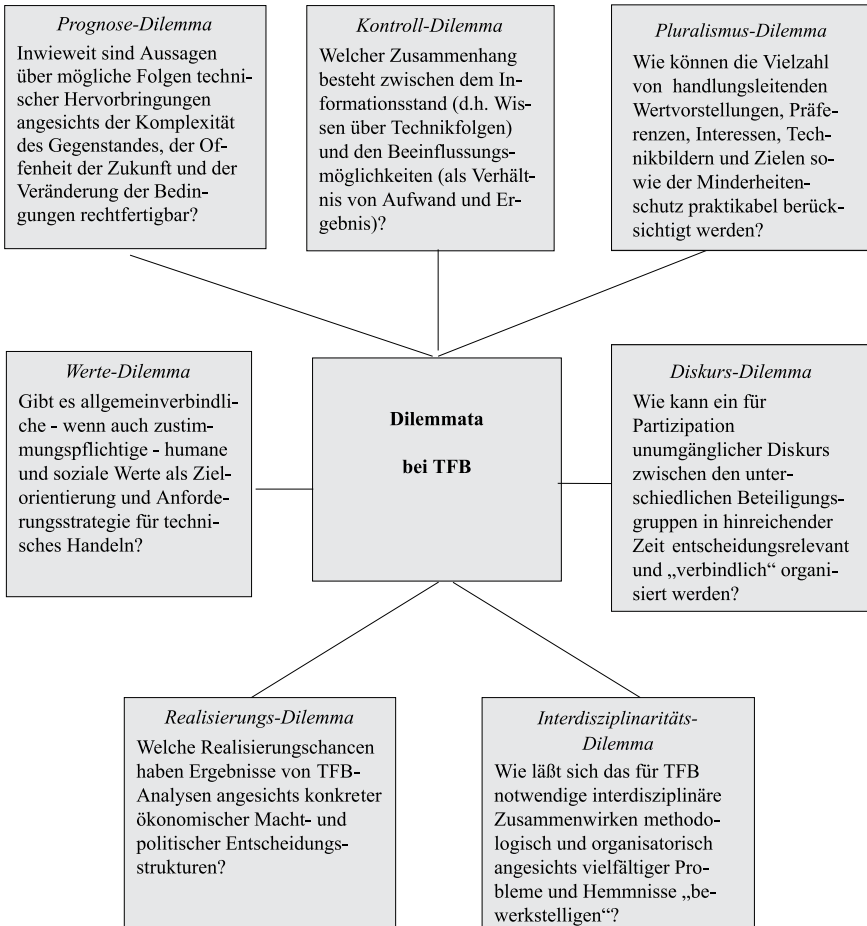 Prognose-Dilemma
Inwieweit sind Aussagen
über mögliche Folgen techni-
scher Hervorbringungen
angesichts der Komplexität
des Gegenstandes, der Of-
fenheit der Zukunft und der
Veränderung der Bedin-
gungen rechtfertigbar?
Kontroll-Dilemma
Welcher Zusammenhang
besteht zwischen dem In-
formationsstand (d.h. Wis-
sen über Technikfolgen)
und den Beeinflussungs-
möglichkeiten (als Verhält-
nis von Aufwand und Er-
gebnis)?
Pluralismus-Dilemma
Wie können die Vielzahl
von handlungsleitenden
Wertvorstellungen, Präfe-
renzen, Interessen, Tech-
nikbildern und Zielen so-
wie der Minderheiten-
schutz praktikabel berück-
sichtigt werden?
Werte-Dilemma
Gibt es allgemeinverbindli-
che - wenn auch zustim-
mungspflichtige - humane
und soziale Werte als Ziel-
orientierung und Anforde-
rungsstrategie für techni-
sches Handeln?
Dilemmata
bei TFB
Diskurs-Dilemma
Wie kann ein für
Partizipation
unumgänglicher Diskurs
zwischen den unter-
schiedlichen Beteiligungs-
gruppen in hinreichender
Zeit entscheidungsrelevant
und „verbindlich“ organi-
siert werden?
Realisierungs-Dilemma
Welche Realisierungschancen
haben Ergebnisse von TFB-
Analysen angesichts konkreter
ökonomischer Macht- und
politischer Entscheidungs-
strukturen?
Interdisziplinaritäts-
Dilemma
Wie läßt sich das für TFB
notwendige interdisziplinäre
Zusammenwirken methodo-
logisch und organisatorisch
angesichts vielfältiger Pro-
bleme und Hemmnisse „be-
werkstelligen“?